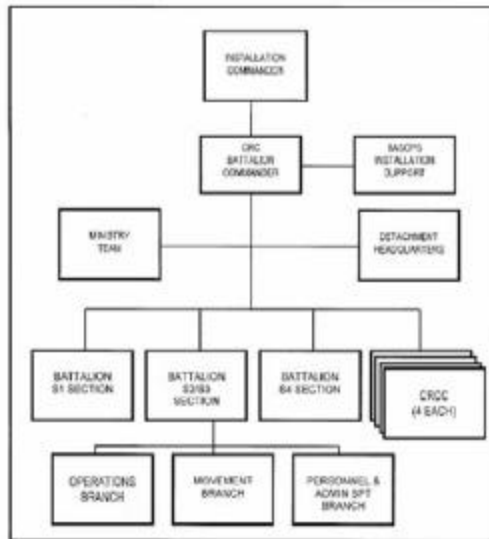 INSTALLATION
COMMANDER
CRC
BATTALION
COMMANDER
BASOPS
INSTALLATION
SUPPORT
MINISTRY
TEAM
DETACHMENT
HEADQUARTERS
BATTALION
S1 SECTION
BATTALION
S2/S3
SECTION
BATTALION
S4 SECTION
CRCC
(4 EACH)
OPERATIONS
BRANCH
MOVEMENT
BRANCH
PERSONNEL &
ADMIN SPT
BRANCH